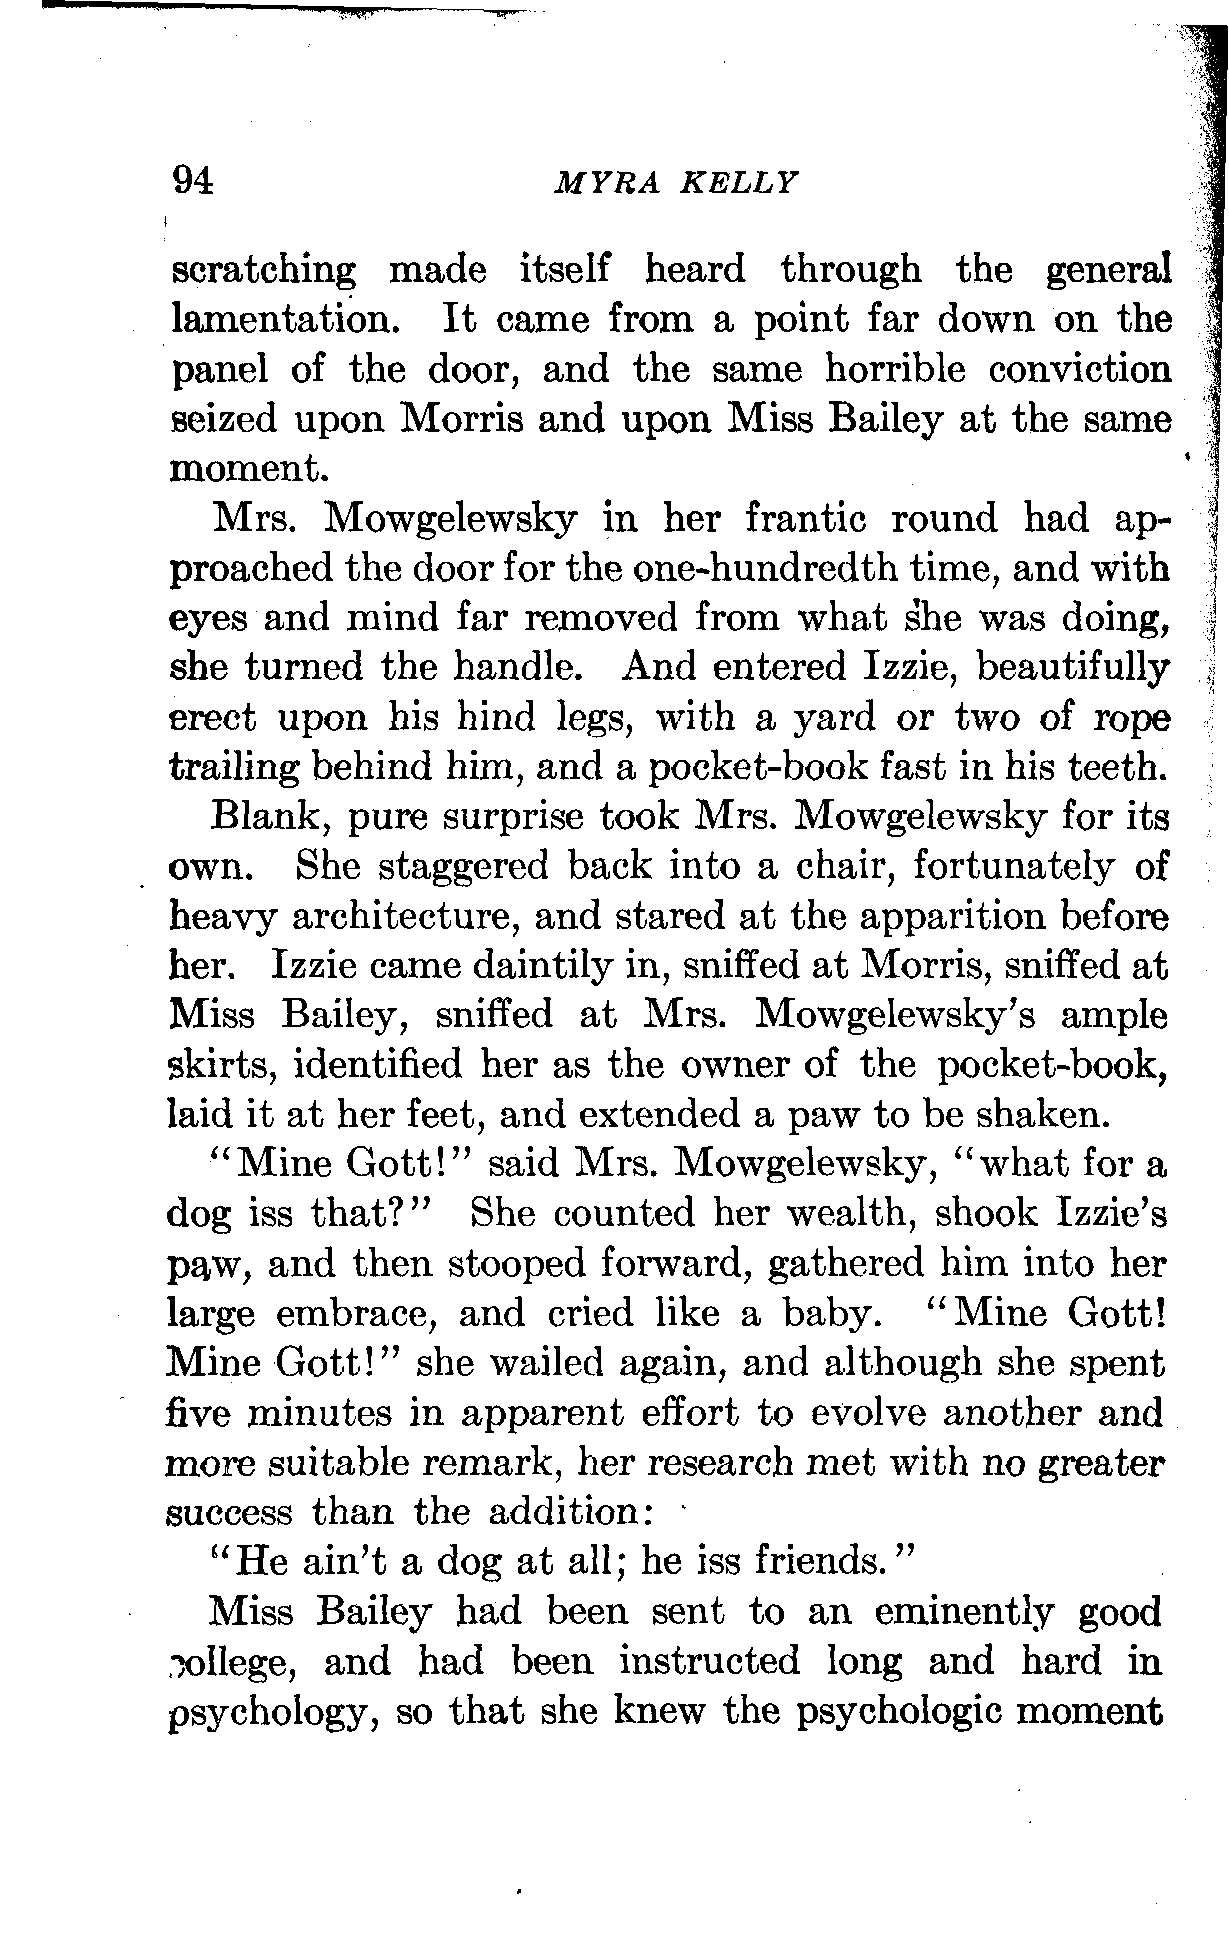 94 MYRA KELLY
scratching made itself heard through the general
lamentation. It came from a point far down on the
panel of the door, and the same horrible conviction
seized upon Morris and upon Miss Bailey at the same
moment.
Mrs. Mowgelewsky in her frantic round had ap-
proached the door for the one-hundredth time, and with
eyes and mind far removed from what she was doing,
she turned the handle. And entered Izzie, beautifully
erect upon his hind legs, with a yard or two of rope
trailing behind him, and a pocket-book fast in his teeth.
Blank, pure surprise took Mrs. Mowgelewsky for its
own. She staggered back into a chair, fortunately of
heavy architecture, and stared at the apparition before
her. Izzie came daintily in, sniffed at Morris, sniffed at
Miss Bailey, sniffed at Mrs. Mowgelewsky's ample
skirts, identified her as the owner of the pocket-book,
laid it at her feet, and extended a paw to be shaken.
"Mine Gott!" said Mrs. Mowgelewsky, "what for a
dog iss that?" She counted her wealth, shook Izzie's
paw, and then stooped forward, gathered him into her
large embrace, and cried like a baby. "Mine Gott!
Mine Gott!" she wailed again, and although she spent
five minutes in apparent effort to evolve another and
more suitable remark, her research met with no greater
success than the addition:
"He ain't a dog at all; he iss friends."
Miss Bailey had been sent to an eminently good
college, and had been instructed long and hard in
psychology, so that she knew the psychologic moment